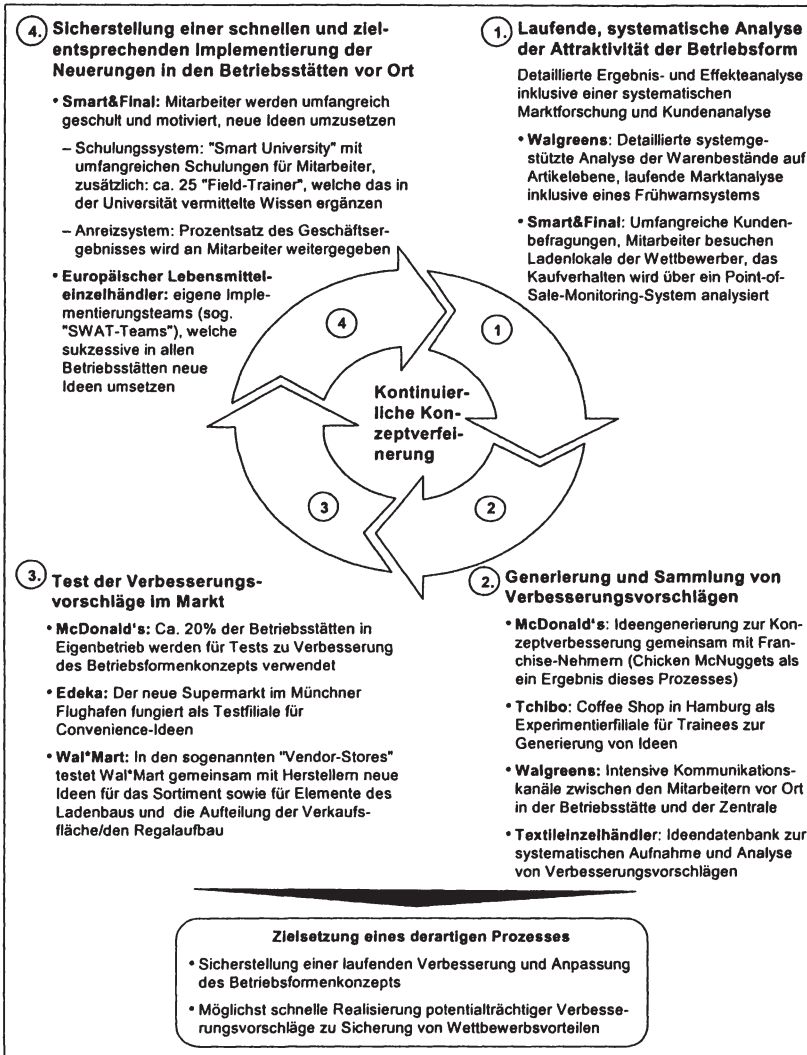 4. Sicherstellung einer schnellen und ziel-
entsprechenden Implementierung der
Neuerungen in den Betriebsstätten vor Ort
• Smart&Final: Mitarbeiter werden umfangreich
geschult und motiviert, neue Ideen umzusetzen
– Schulungssystem: "Smart University" mit
umfangreichen Schulungen für Mitarbeiter,
zusätzlich: ca. 25 "Field-Trainer", welche das in
der Universität vermittelte Wissen ergänzen
– Anreizsystem: Prozentsatz des Geschäftser-
gebnisses wird an Mitarbeiter weitergegeben
• Europäischer Lebensmittel-
einzelhändler: eigene Imple-
mentierungsteams (sog.
"SWAT-Teams"), welche
sukzessive in allen
Betriebsstätten neue
Ideen umsetzen
1. Laufende, systematische Analyse
der Attraktivität der Betriebsform
Detaillierte Ergebnis- und Effekteanalyse
inklusive einer systematischen
Marktforschung und Kundenanalyse
• Walgreens: Detaillierte systemge-
stützte Analyse der Warenbestände auf
Artikelebene, laufende Marktanalyse
inklusive eines Frühwarnsystems
• Smart&Final: Umfangreiche Kunden-
befragungen, Mitarbeiter besuchen
Ladenlokale der Wettbewerber, das
Kaufverhalten wird über ein Point-of-
Sale-Monitoring-System analysiert
4
1
Kontinuier-
liche Kon-
zeptverfei-
nerung
3
2
3. Test der Verbesserungs-
vorschläge im Markt
• McDonald's: Ca. 20% der Betriebsstätten in
Eigenbetrieb werden für Tests zu Verbesserung
des Betriebsformenkonzepts verwendet
• Edeka: Der neue Supermarkt im Münchner
Flughafen fungiert als Testfiliale für
Convenience-Ideen
• Wal*Mart: In den sogenannten "Vendor-Stores"
testet Wal*Mart gemeinsam mit Herstellern neue
Ideen für das Sortiment sowie für Elemente des
Ladenbaus und die Aufteilung der Verkaufs-
fläche/den Regalaufbau
2. Generierung und Sammlung von
Verbesserungsvorschlägen
• McDonald's: Ideengenerierung zur Kon-
zeptverbesserung gemeinsam mit Fran-
chise-Nehmern (Chicken McNuggets als
ein Ergebnis dieses Prozesses)
• Tchibo: Coffee Shop in Hamburg als
Experimentierfiliale für Trainees zur
Generierung von Ideen
• Walgreens: Intensive Kommunikations-
kanäle zwischen den Mitarbeitern vor Ort
in der Betriebsstätte und der Zentrale
• Textileinzelhändler: Ideendatenbank zur
systematischen Aufnahme und Analyse
von Verbesserungsvorschlägen
Zielsetzung eines derartigen Prozesses
• Sicherstellung einer laufenden Verbesserung und Anpassung
des Betriebsformenkonzepts
• Möglichst schnelle Realisierung potentialträchtiger Verbesse-
rungsvorschläge zu Sicherung von Wettbewerbsvorteilen